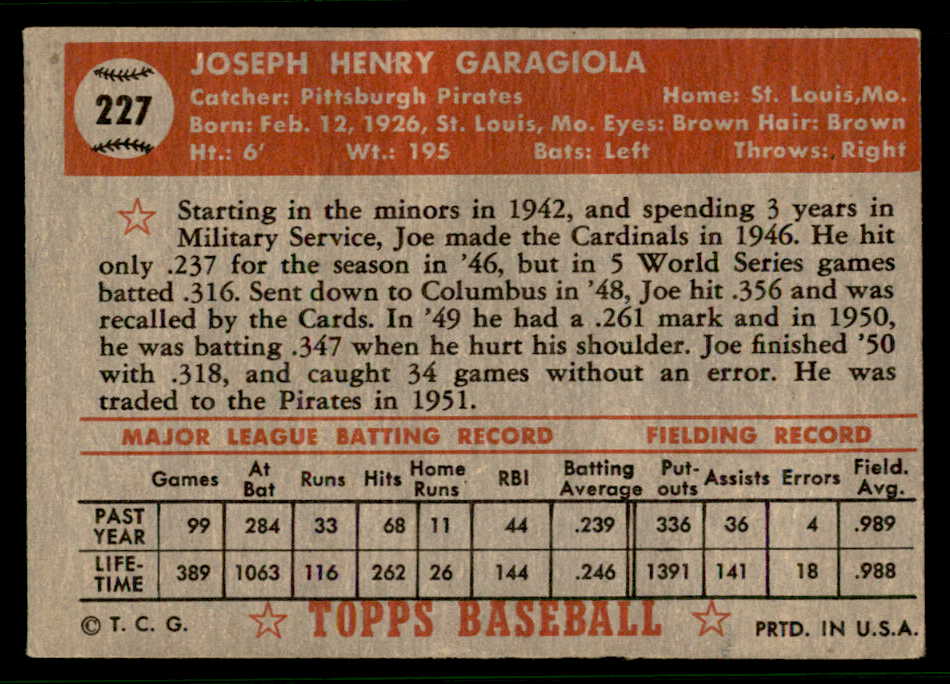 227
JOSEPH HENRY GARAGIOLA
Catcher: Pittsburgh Pirates Home: St. Louis, Mo.
Born: Feb. 12, 1926, St. Louis, Mo. Eyes: Brown Hair: Brown
Ht.: 6' Wt.: 195 Bats: Left Throws: Right
Starting in the minors in 1942, and spending 3 years in
Military Service, Joe made the Cardinals in 1946. He hit
only .237 for the season in '46, but in 5 World Series games
batted .316. Sent down to Columbus in '48, Joe hit .356 and was
recalled by the Cards. In '49 he had a .261 mark and in 1950,
he was batting .347 when he hurt his shoulder. Joe finished '50
with .318, and caught 34 games without an error. He was
traded to the Pirates in 1951.
MAJOR LEAGUE BATTING RECORD FIELDING RECORD
Games At Bat Runs Hits Home Runs RBI Batting Average Put-outs Assists Errors Field. Avg.
PAST YEAR 99 284 33 68 11 44 .239 336 36 4 .989
LIFE-TIME 389 1063 116 262 26 144 .246 1391 141 18 .988
© T. C. G. TOPPS BASEBALL PRTD. IN U.S.A.